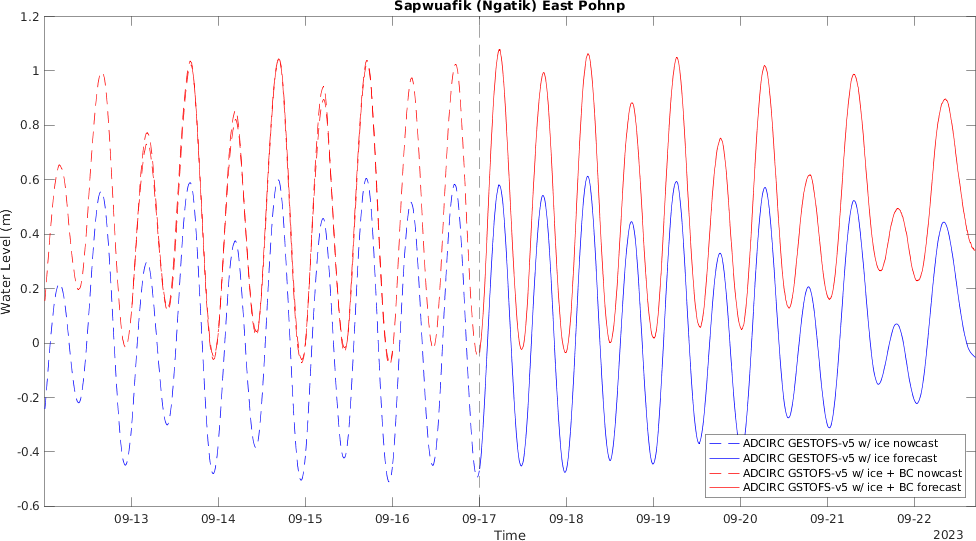 Sapwuafik (Ngatik) East Pohnp
Water Level (m)
1.2
1
0.8
0.6
0.4
0.2
0
-0.2
-0.4
-0.6
ADCIRC GESTOFS-v5 w/ ice nowcast
ADCIRC GESTOFS-v5 w/ ice forecast
ADCIRC GSTOFS-v5 w/ ice + BC nowcast
ADCIRC GSTOFS-v5 w/ ice + BC forecast
09-13 09-14 09-15 09-16 09-17 09-18 09-19 09-20 09-21 09-22
Time
2023